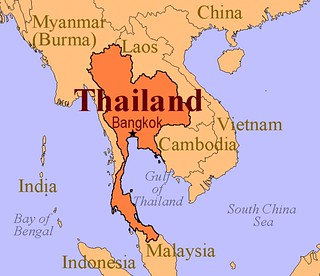 China
Myanmar
(Burma)
Laos
Thailand
Bangkok
Vietnam
Cambodia
Gulf
of
Thailand
India
Bay of
Bengal
South China
Sea
Malaysia
Indonesia